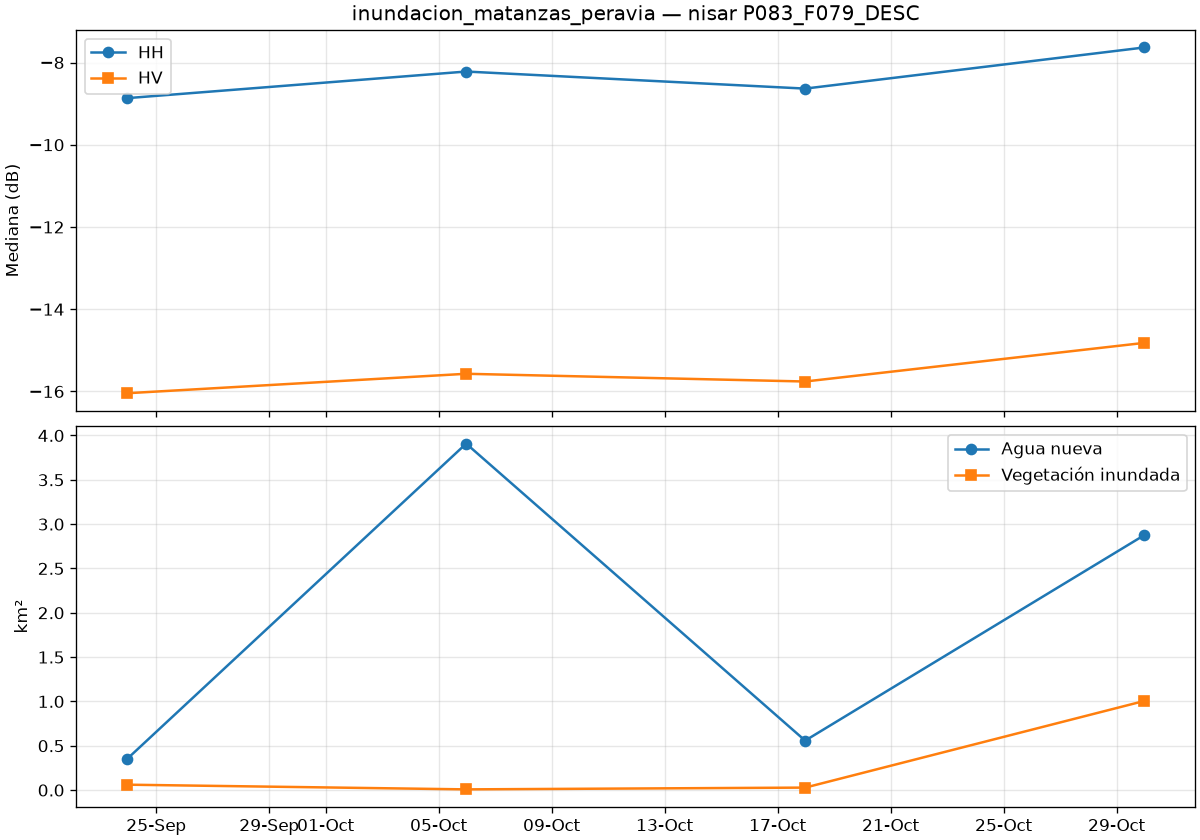 inundacion_matanzas_peravia — nisar P083_F079_DESC
HH
HV
Mediana (dB)
−8
−10
−12
−14
−16
Agua nueva
Vegetación inundada
km²
4.0
3.5
3.0
2.5
2.0
1.5
1.0
0.5
0.0
25-Sep 29-Sep 01-Oct 05-Oct 09-Oct 13-Oct 17-Oct 21-Oct 25-Oct 29-Oct